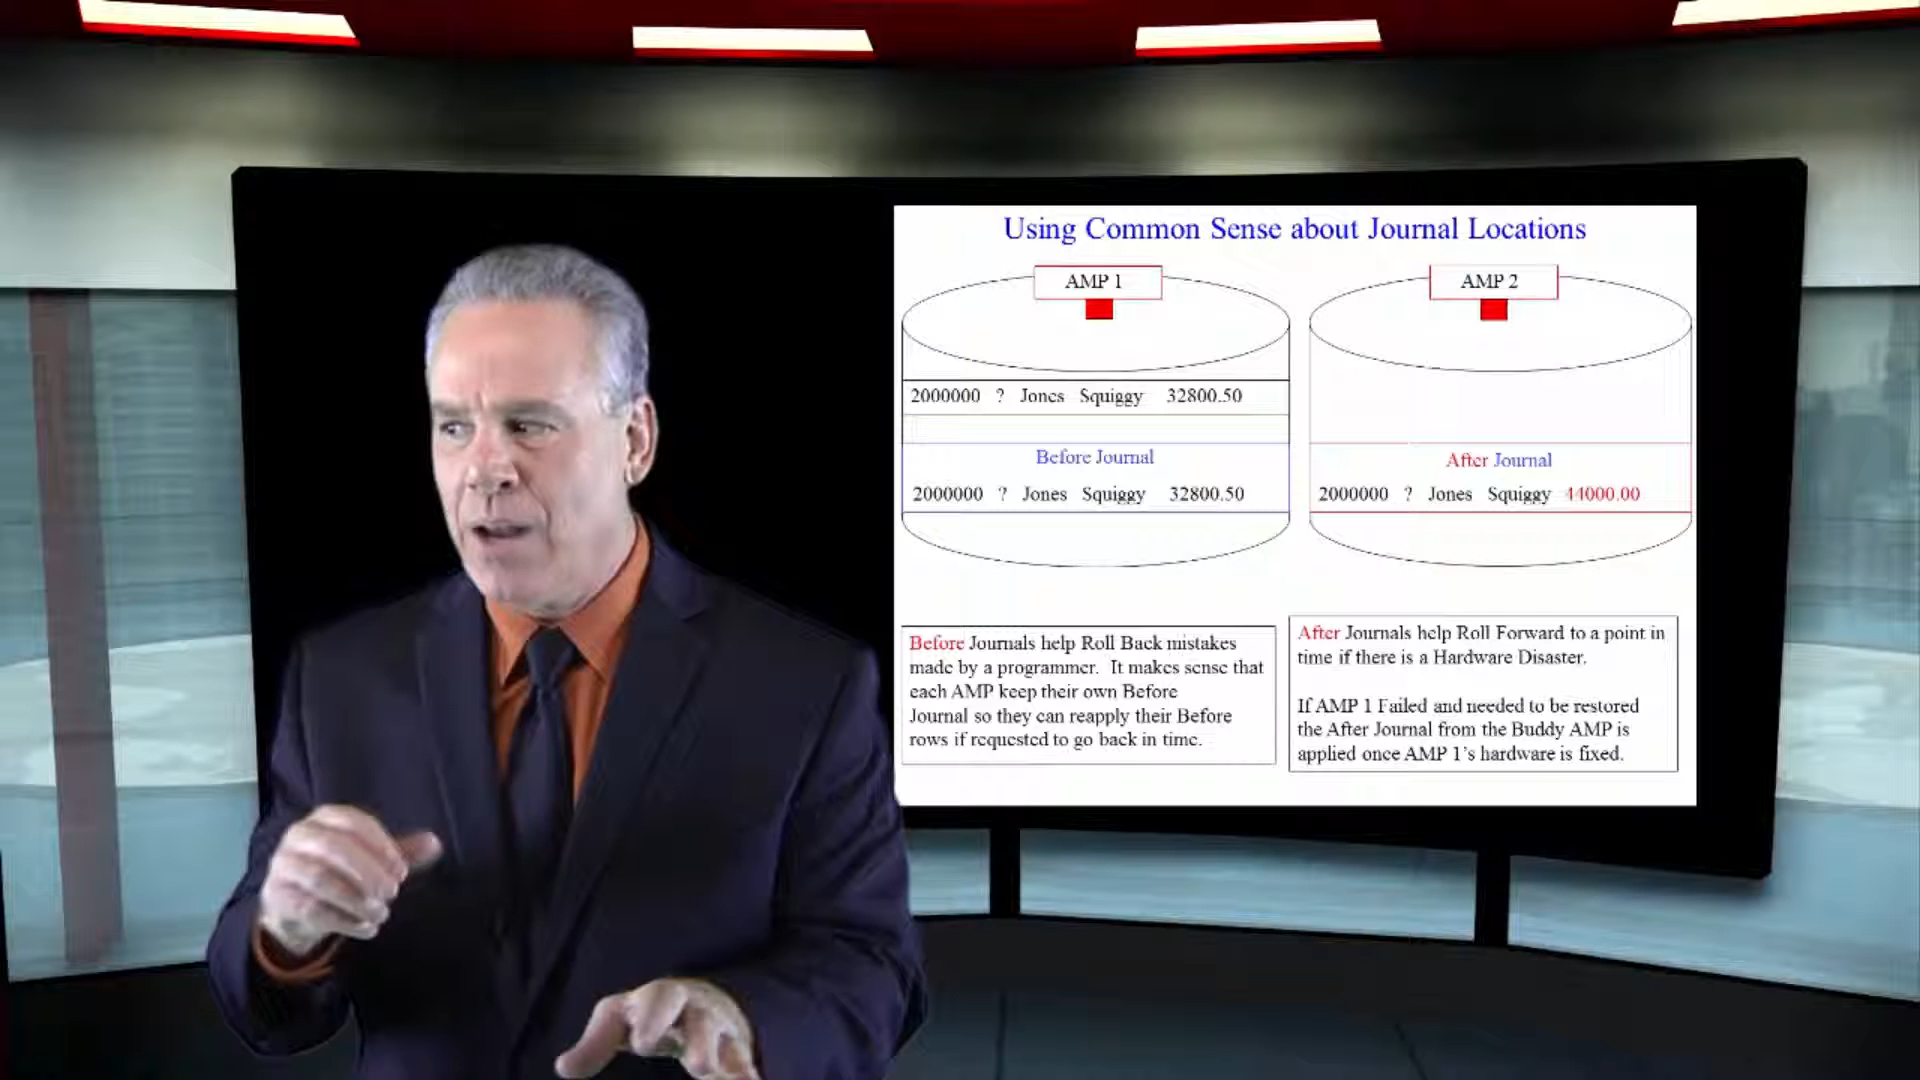 Using Common Sense about Journal Locations
AMP 1
AMP 2
2000000 ? Jones Squiggy 32800.50
Before Journal
2000000 ? Jones Squiggy 32800.50
After Journal
2000000 ? Jones Squiggy 44000.00
Before Journals help Roll Back mistakes
made by a programmer. It makes sense that
each AMP keep their own Before
Journal so they can reapply their Before
rows if requested to go back in time.
After Journals help Roll Forward to a point in
time if there is a Hardware Disaster.
If AMP 1 Failed and needed to be restored
the After Journal from the Buddy AMP is
applied once AMP 1's hardware is fixed.